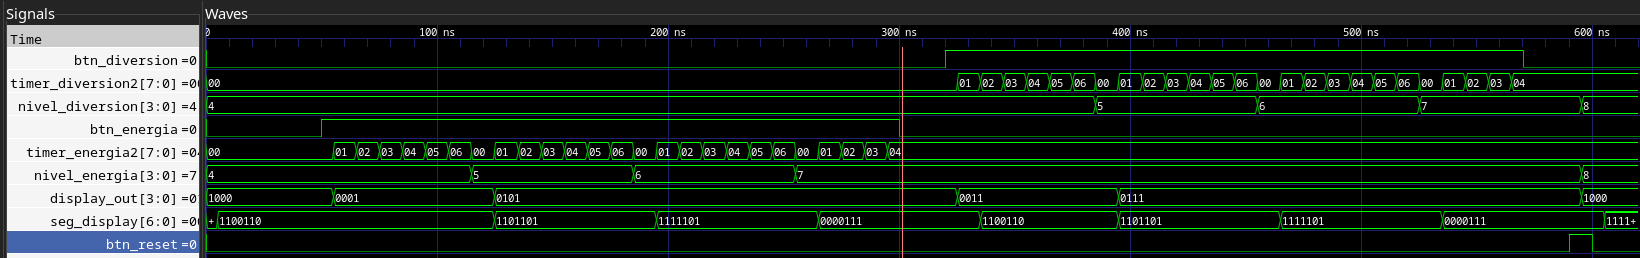 Signals Waves
Time 0 100 ns 200 ns 300 ns 400 ns 500 ns 600 ns
btn_diversion =0
timer_diversion2[7:0] =00 00 01 02 03 04 05 06 00 01 02 03 04 05 06 00 01 02 03 04 05 06 00 01 02 03 04
nivel_diversion[3:0] =4 4 5 6 7 8
btn_energia =0
timer_energia2[7:0] =04 00 01 02 03 04 05 06 00 01 02 03 04 05 06 00 01 02 03 04 05 06 00 01 02 03 04
nivel_energia[3:0] =7 4 5 6 7 8
display_out[3:0] =0 1000 0001 0101 0011 0111 1000
seg_display[6:0] =00 + 1100110 1101101 1111101 0000111 1100110 1101101 1111101 0000111 1111+
btn_reset =0